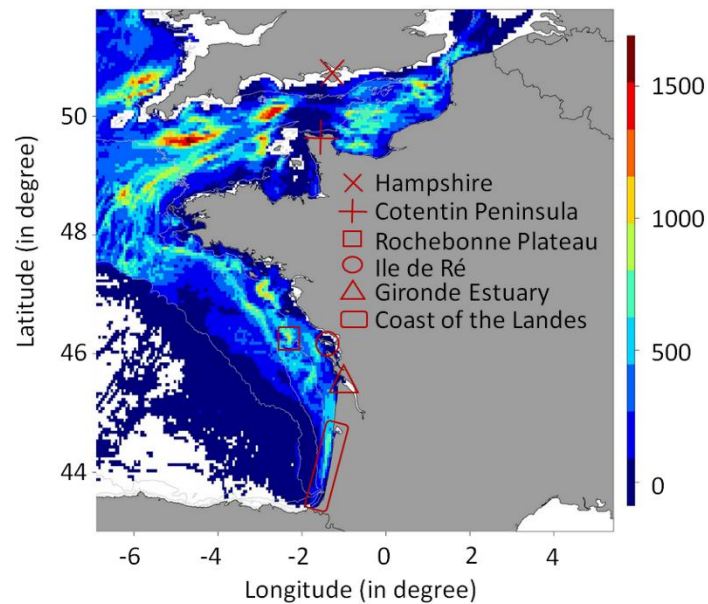 50
48
46
44
Latitude (in degree)
-6
-4
-2
0
2
4
Longitude (in degree)
Hampshire
Cotentin Peninsula
Rochebonne Plateau
Ile de Ré
Gironde Estuary
Coast of the Landes
1500
1000
500
0